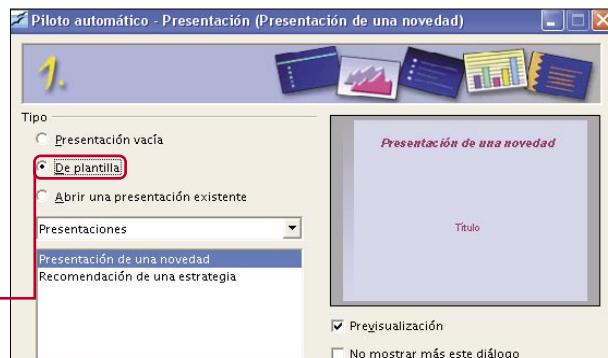 Piloto automático - Presentación (Presentación de una novedad)
1.
Tipo
Presentación vacía
De plantilla
Abrir una presentación existente
Presentaciones
Presentación de una novedad
Recomendación de una estrategia
Presentación de una novedad
Título
Previsualización
No mostrar más este diálogo